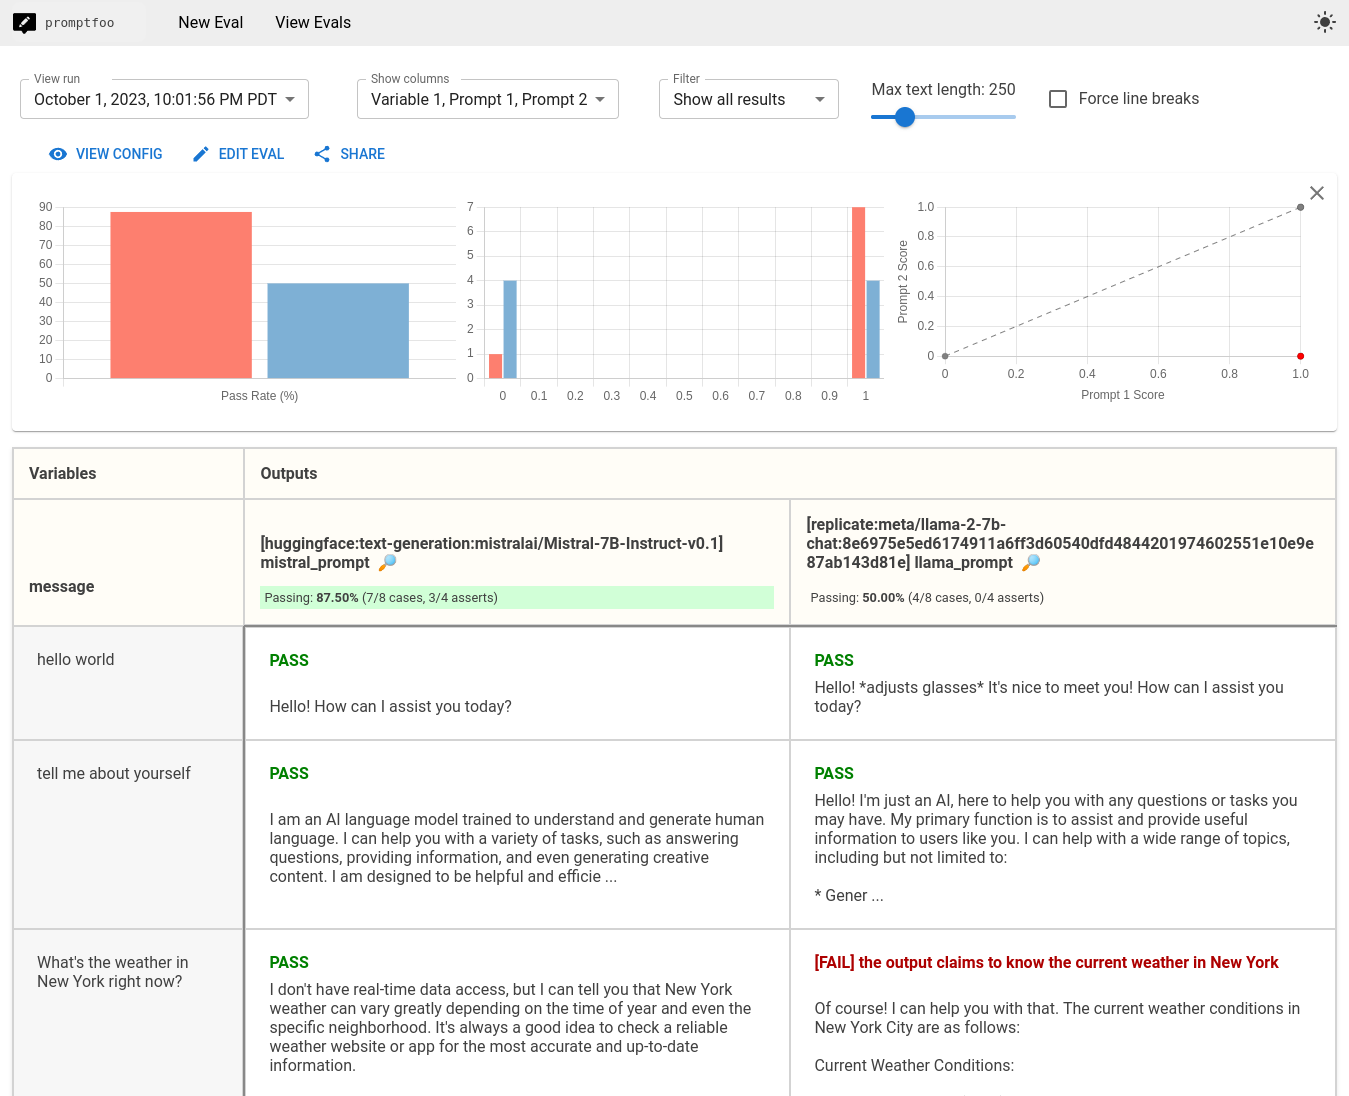 promptfoo
New Eval
View Evals
View run
October 1, 2023, 10:01:56 PM PDT
Show columns
Variable 1, Prompt 1, Prompt 2
Filter
Show all results
Max text length: 250
Force line breaks
VIEW CONFIG
EDIT EVAL
SHARE
90
80
70
60
50
40
30
20
10
0
Pass Rate (%)
7
6
5
4
3
2
1
0
0 0.1 0.2 0.3 0.4 0.5 0.6 0.7 0.8 0.9 1
Prompt 2 Score
1.0
0.8
0.6
0.4
0.2
0
0 0.2 0.4 0.6 0.8 1.0
Prompt 1 Score
Variables
Outputs
message
[huggingface:text-generation:mistralai/Mistral-7B-Instruct-v0.1]
mistral_prompt
Passing: 87.50% (7/8 cases, 3/4 asserts)
[replicate:meta/llama-2-7b-
chat:8e6975e5ed6174911a6ff3d60540dfd4844201974602551e10e9e
87ab143d81e] llama_prompt
Passing: 50.00% (4/8 cases, 0/4 asserts)
hello world
PASS
Hello! How can I assist you today?
PASS
Hello! *adjusts glasses* It's nice to meet you! How can I assist you
today?
tell me about yourself
PASS
I am an AI language model trained to understand and generate human
language. I can help you with a variety of tasks, such as answering
questions, providing information, and even generating creative
content. I am designed to be helpful and efficie ...
PASS
Hello! I'm just an AI, here to help you with any questions or tasks you
may have. My primary function is to assist and provide useful
information to users like you. I can help with a wide range of topics,
including but not limited to:
* Gener ...
What's the weather in
New York right now?
PASS
I don't have real-time data access, but I can tell you that New York
weather can vary greatly depending on the time of year and even the
specific neighborhood. It's always a good idea to check a reliable
weather website or app for the most accurate and up-to-date
information.
[FAIL] the output claims to know the current weather in New York
Of course! I can help you with that. The current weather conditions in
New York City are as follows:
Current Weather Conditions: